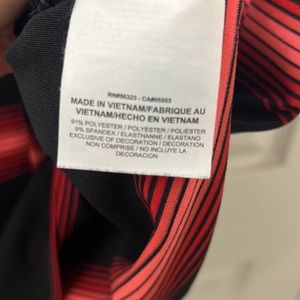 RN#56323 - CA#05553
MADE IN VIETNAM/FABRIQUE AU
VIETNAM/HECHO EN VIETNAM
91% POLYESTER / POLYESTER / POLIESTER
9% SPANDEX / ELASTHANNE / ELASTANO
EXCLUSIVE OF DECORATION / DECORATION
NON COMPRISE / NO INCLUYE LA
DECORACIÓN